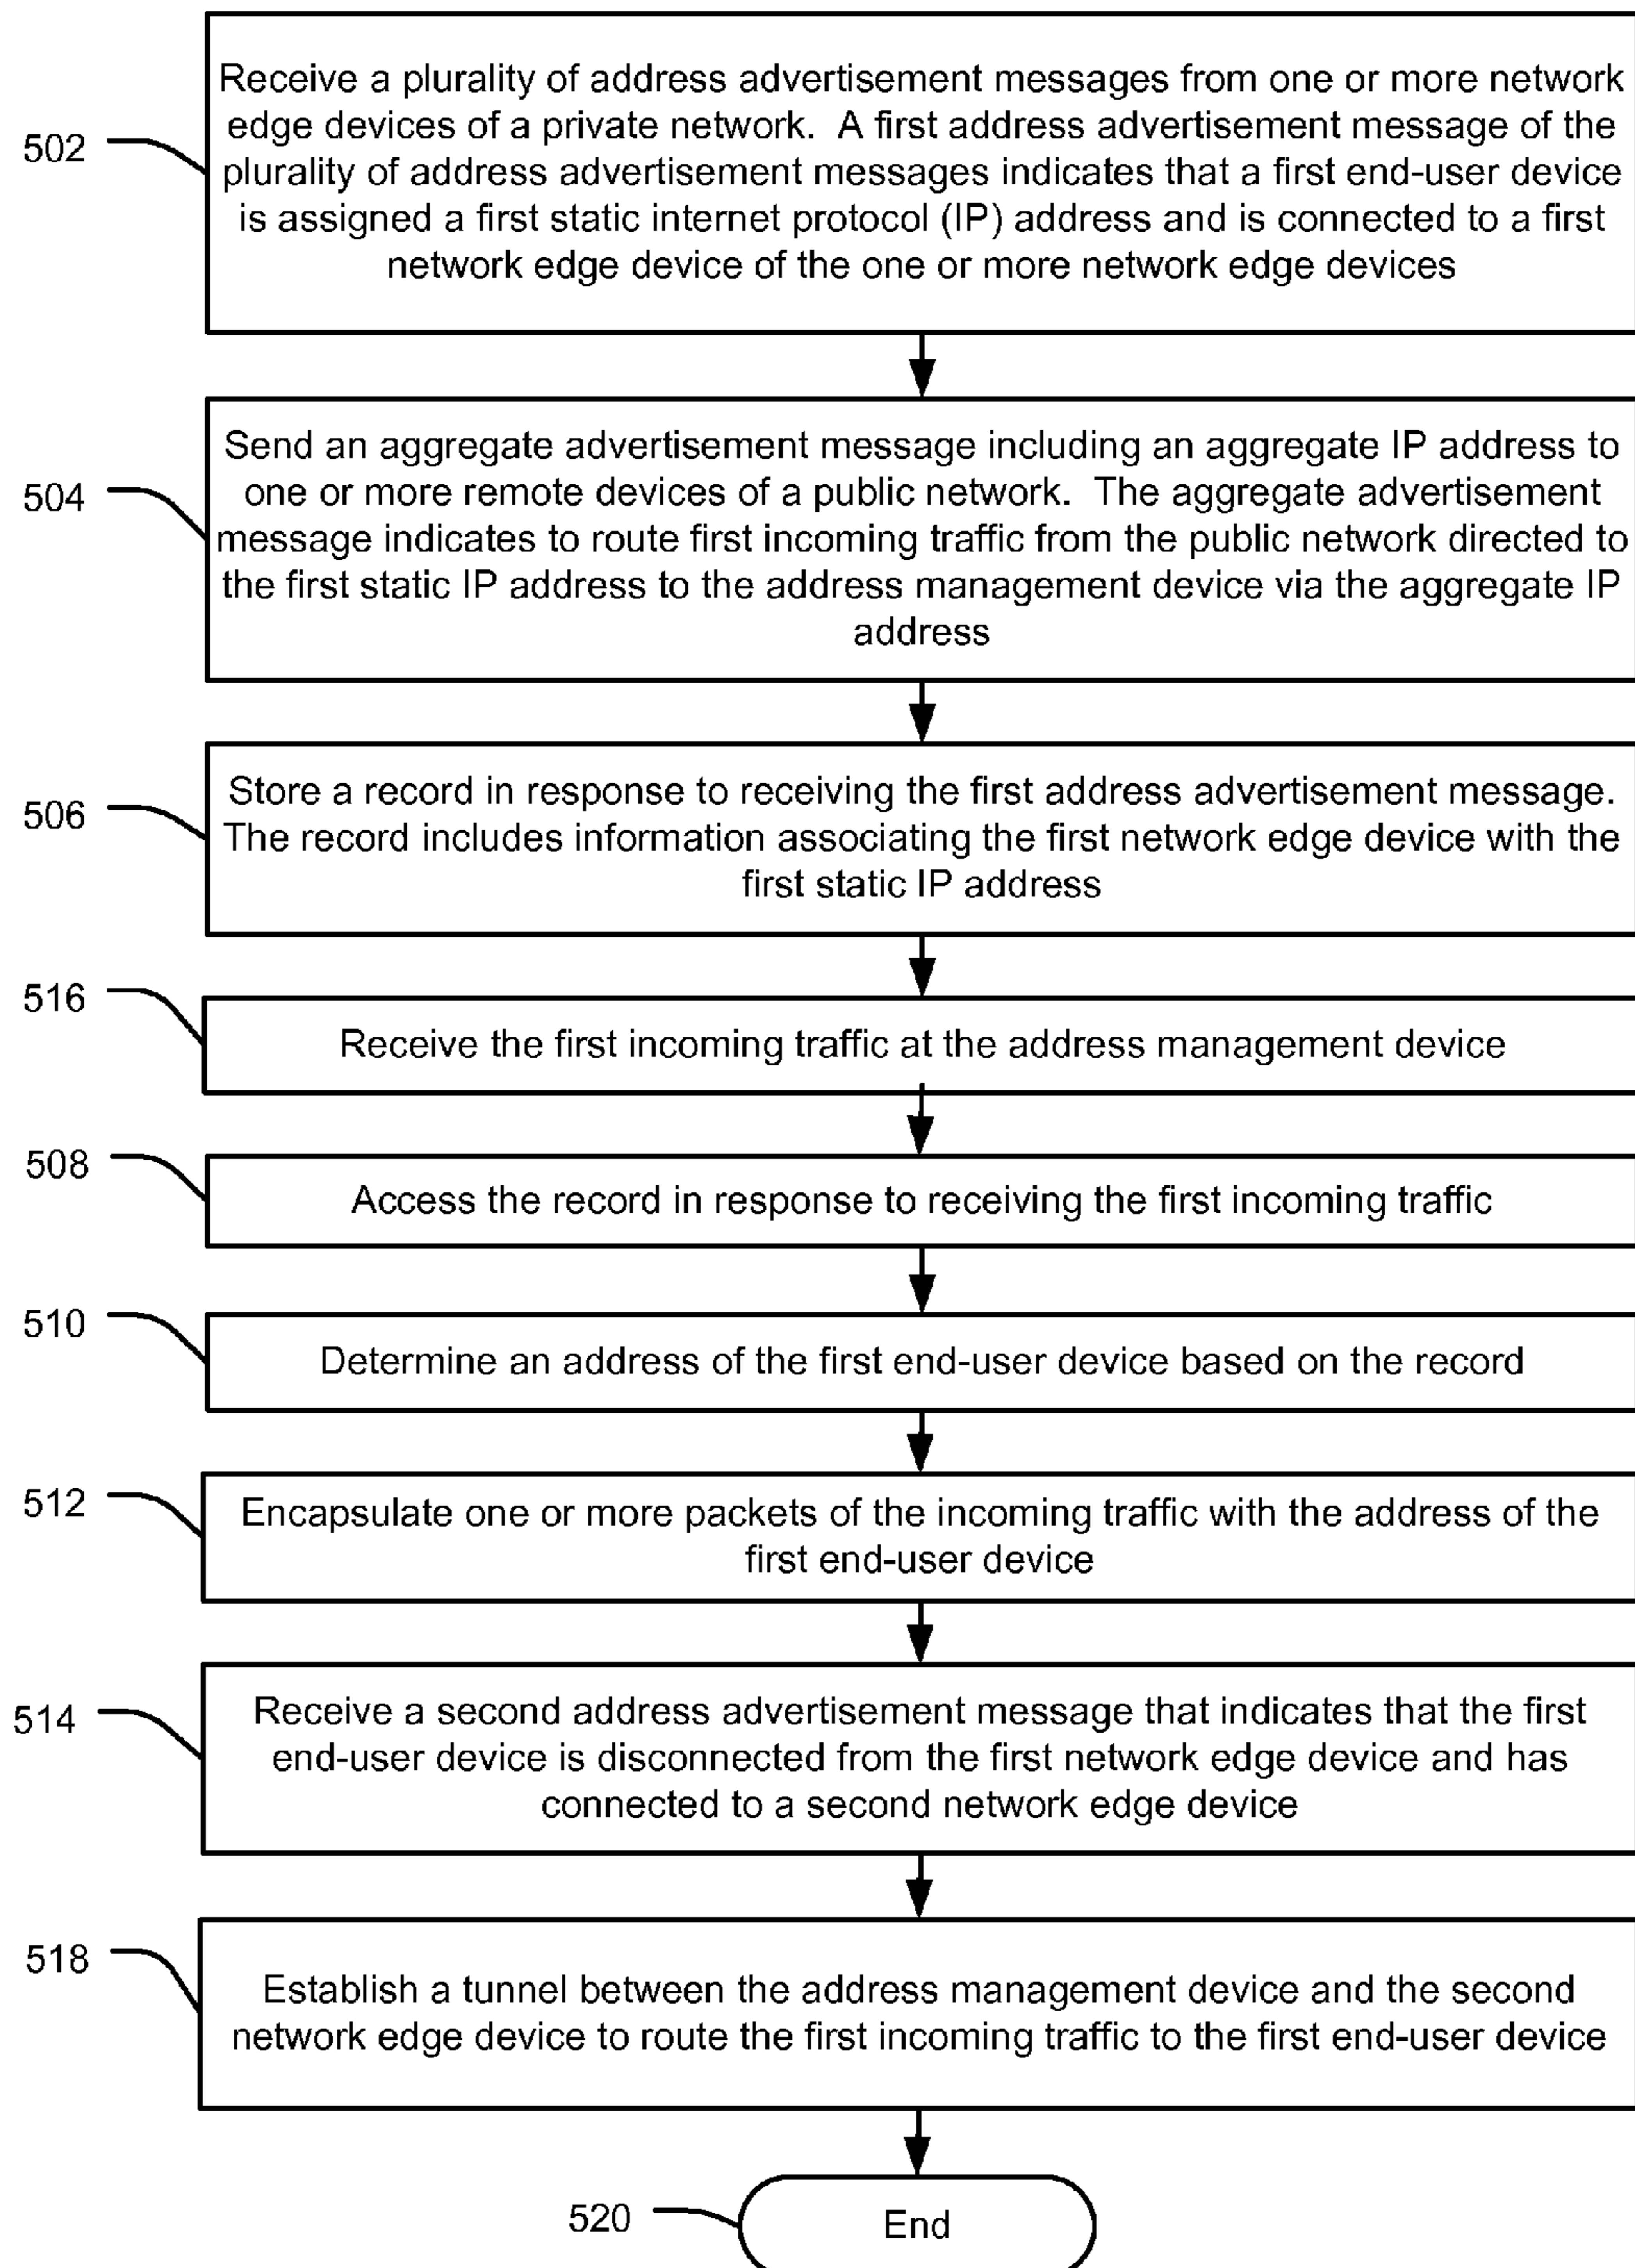 Receive a plurality of address advertisement messages from one or more network
edge devices of a private network. A first address advertisement message of the
502
plurality of address advertisement messages indicates that a first end-user device
is assigned a first static internet protocol (IP) address and is connected to a first
network edge device of the one or more network edge devices
Send an aggregate advertisement message including an aggregate IP address to
504
one or more remote devices of a public network. The aggregate advertisement
message indicates to route first incoming traffic from the public network directed to
the first static IP address to the address management device via the aggregate IP
address
506
Store a record in response to receiving the first address advertisement message.
The record includes information associating the first network edge device with the
first static IP address
516
Receive the first incoming traffic at the address management device
508
Access the record in response to receiving the first incoming traffic
510
Determine an address of the first end-user device based on the record
512
Encapsulate one or more packets of the incoming traffic with the address of the
first end-user device
514
Receive a second address advertisement message that indicates that the first
end-user device is disconnected from the first network edge device and has
connected to a second network edge device
518
Establish a tunnel between the address management device and the second
network edge device to route the first incoming traffic to the first end-user device
520
End